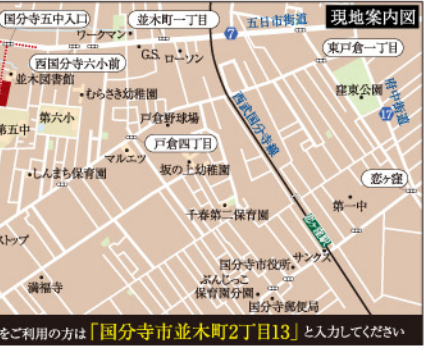 現地案内図
国分寺五中入口
並木町一丁目
五日市街道
ワークマン
7
G.S.
ローソン
東戸倉一丁目
西国分寺六小前
並木図書館
むらさき幼稚園
西武国分寺線
窪東公園
府中街道
17
第六小
戸倉野球場
第五中
戸倉四丁目
マルエツ
坂の上幼稚園
しんまち保育園
恋ヶ窪
第一中
千春第二保育園
恋ヶ窪駅
ストップ
国分寺市役所
サンクス
ぶんじっこ
保育園分園
満福寺
国分寺郵便局
をご利用の方は「国分寺市並木町2丁目13」と入力してください